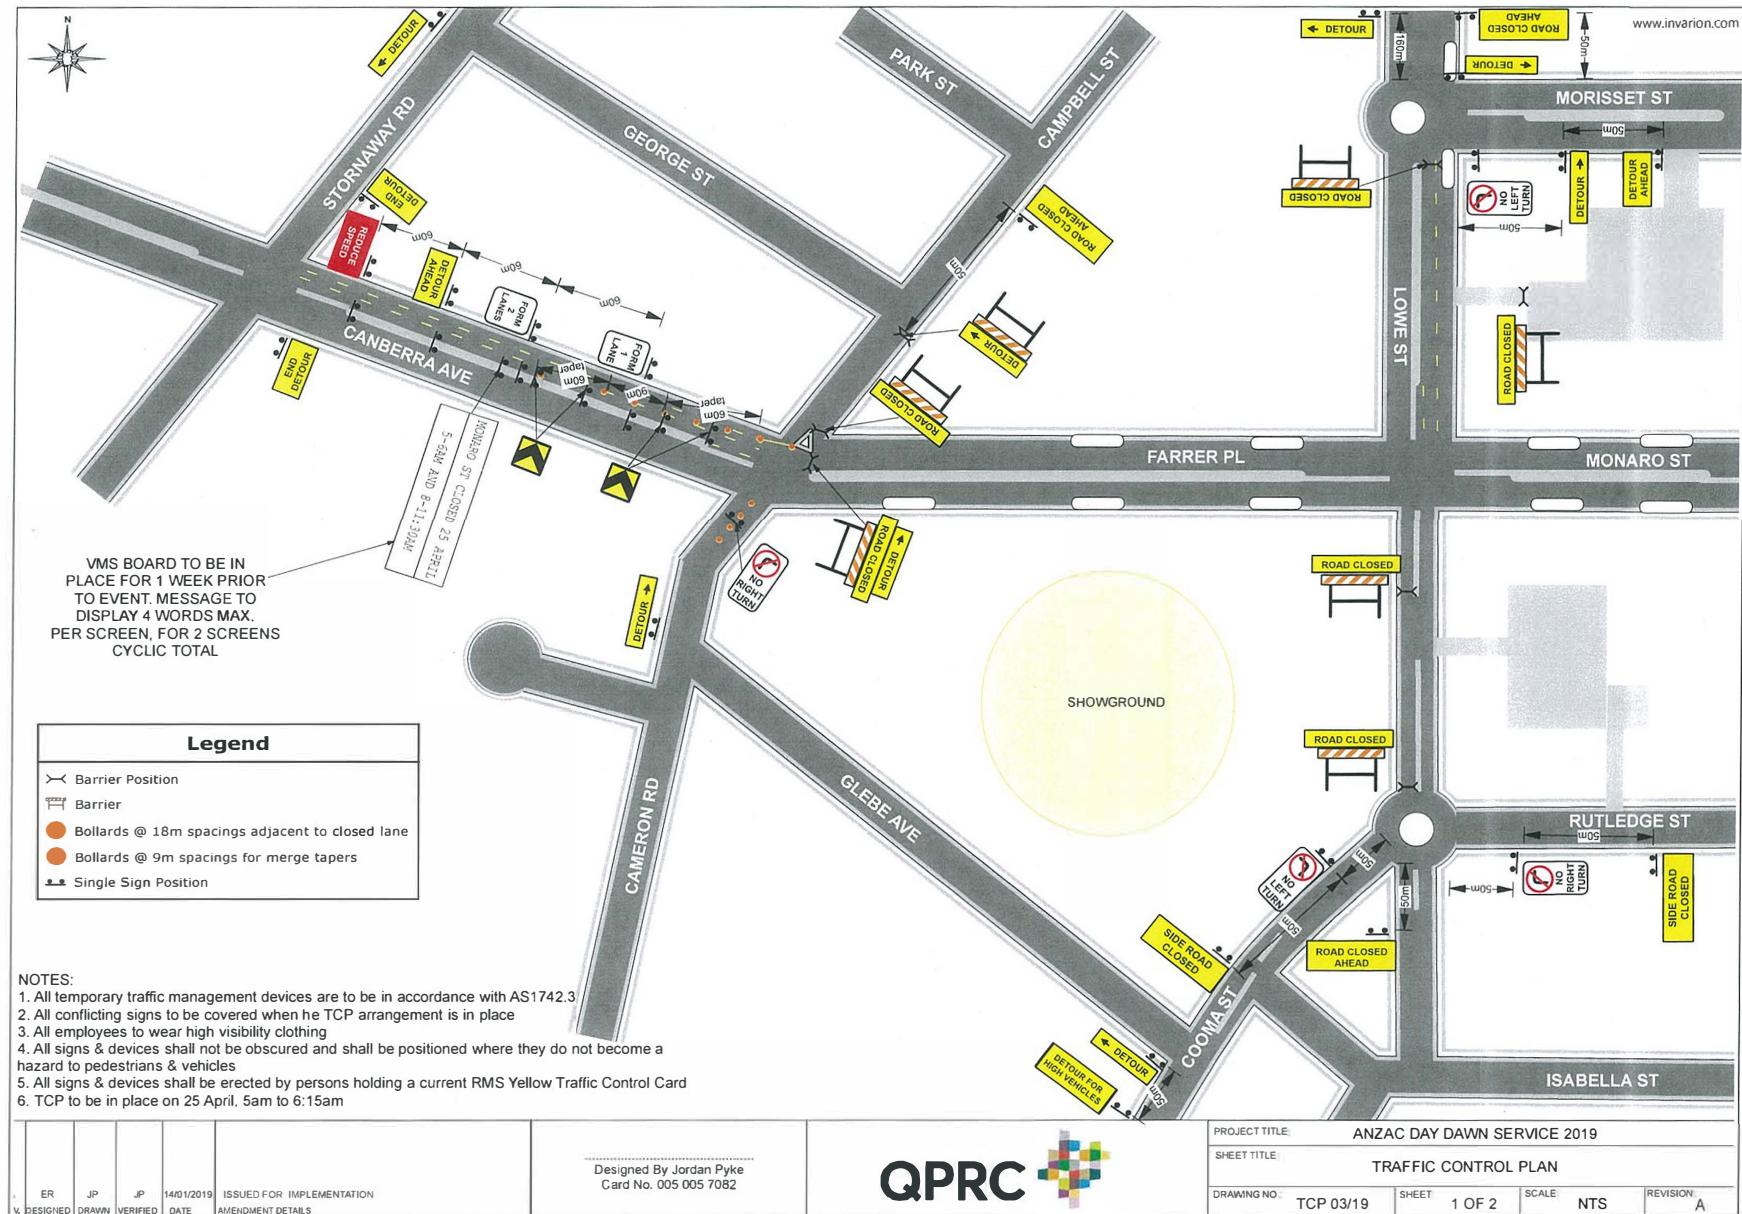 N
www.invarion.com
DETOUR
DETOUR
160m
ROAD CLOSED
AHEAD
50m
DETOUR
MORISSET ST
50m
PARK ST
CAMPBELL ST
GEORGE ST
STORNAWAY RD
END
DETOUR
REDUCE
SPEED
60m
60m
60m
DETOUR
AHEAD
FORM
2
LANES
FORM
1
LANE
ROAD CLOSED
AHEAD
50m
ROAD CLOSED
NO
LEFT
TURN
50m
DETOUR
DETOUR
AHEAD
LOWE ST
ROAD CLOSED
DETOUR
ROAD CLOSED
CANBERRA AVE
END
DETOUR
60m
taper
90m
60m
taper
FARRER PL
MONARO ST
MONARO ST CLOSED 25 APRIL
5-6AM AND 8-11:30AM
VMS BOARD TO BE IN
PLACE FOR 1 WEEK PRIOR
TO EVENT. MESSAGE TO
DISPLAY 4 WORDS MAX.
PER SCREEN, FOR 2 SCREENS
CYCLIC TOTAL
NO
RIGHT
TURN
DETOUR
ROAD CLOSED
DETOUR
ROAD CLOSED
SHOWGROUND
ROAD CLOSED
CAMERON RD
GLEBE AVE
RUTLEDGE ST
50m
50m
NO
LEFT
TURN
50m
50m
50m
NO
RIGHT
TURN
SIDE ROAD
CLOSED
SIDE ROAD
CLOSED
ROAD CLOSED
AHEAD
COOMA ST
DETOUR
DETOUR FOR
HIGH VEHICLES
50m
ISABELLA ST
Legend
Barrier Position
Barrier
Bollards @ 18m spacings adjacent to closed lane
Bollards @ 9m spacings for merge tapers
Single Sign Position
NOTES:
1. All temporary traffic management devices are to be in accordance with AS1742.3
2. All conflicting signs to be covered when he TCP arrangement is in place
3. All employees to wear high visibility clothing
4. All signs & devices shall not be obscured and shall be positioned where they do not become a
hazard to pedestrians & vehicles
5. All signs & devices shall be erected by persons holding a current RMS Yellow Traffic Control Card
6. TCP to be in place on 25 April, 5am to 6:15am
ER JP JP 14/01/2019 ISSUED FOR IMPLEMENTATION
V. DESIGNED DRAWN VERIFIED DATE AMENDMENT DETAILS
Designed By Jordan Pyke
Card No. 005 005 7082
QPRC
PROJECT TITLE: ANZAC DAY DAWN SERVICE 2019
SHEET TITLE: TRAFFIC CONTROL PLAN
DRAWING NO.: TCP 03/19 SHEET 1 OF 2 SCALE NTS REVISION: A